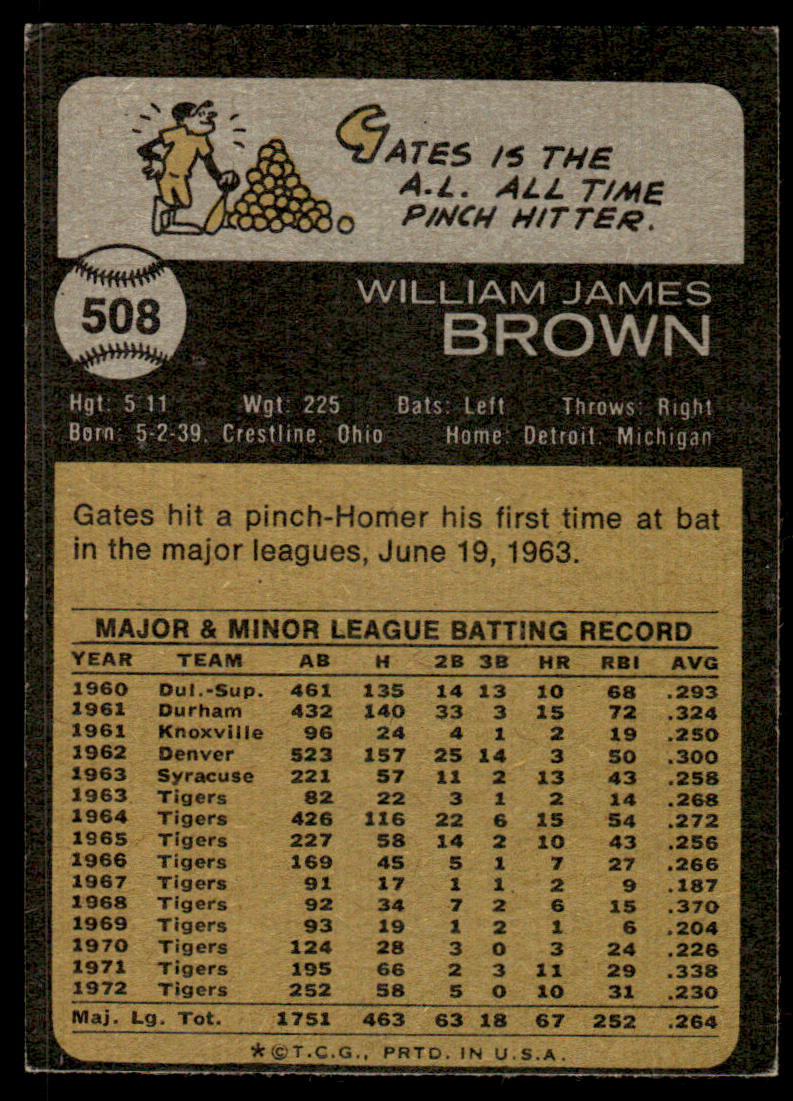 GATES IS THE
A.L. ALL TIME
PINCH HITTER.
508
WILLIAM JAMES
BROWN
Hgt: 5 11 Wgt: 225 Bats: Left Throws: Right
Born: 5-2-39, Crestline, Ohio Home: Detroit, Michigan
Gates hit a pinch-Homer his first time at bat
in the major leagues, June 19, 1963.
MAJOR & MINOR LEAGUE BATTING RECORD
YEAR TEAM AB H 2B 3B HR RBI AVG
1960 Dul.-Sup. 461 135 14 13 10 68 .293
1961 Durham 432 140 33 3 15 72 .324
1961 Knoxville 96 24 4 1 2 19 .250
1962 Denver 523 157 25 14 3 50 .300
1963 Syracuse 221 57 11 2 13 43 .258
1963 Tigers 82 22 3 1 2 14 .268
1964 Tigers 426 116 22 6 15 54 .272
1965 Tigers 227 58 14 2 10 43 .256
1966 Tigers 169 45 5 1 7 27 .266
1967 Tigers 91 17 1 1 2 9 .187
1968 Tigers 92 34 7 2 6 15 .370
1969 Tigers 93 19 1 2 1 6 .204
1970 Tigers 124 28 3 0 3 24 .226
1971 Tigers 195 66 2 3 11 29 .338
1972 Tigers 252 58 5 0 10 31 .230
Maj. Lg. Tot. 1751 463 63 18 67 252 .264
*©T.C.G., PRTD. IN U.S.A.